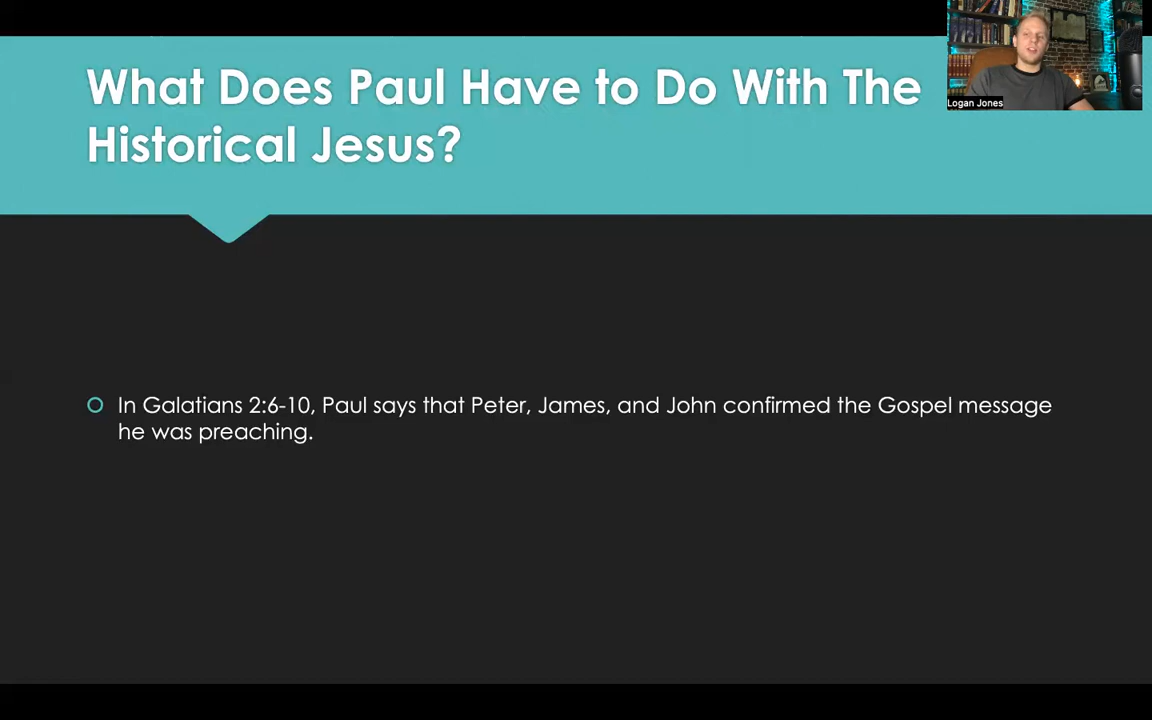 What Does Paul Have to Do With The
Historical Jesus?
Logan Jones
In Galatians 2:6-10, Paul says that Peter, James, and John confirmed the Gospel message
he was preaching.